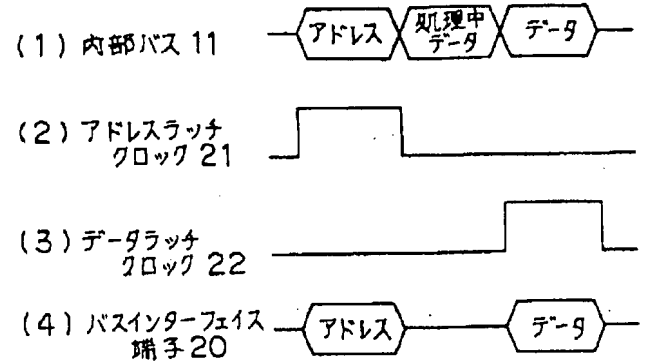 (1) 内部バス 11
アドレス
処理中
データ
データ
(2) アドレスラッチ
クロック 21
(3) データラッチ
クロック 22
(4) バスインターフェイス
端子20
アドレス
データ